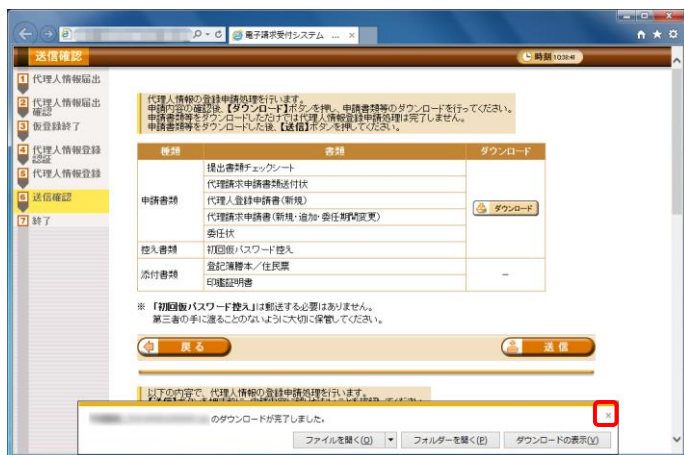 電子請求受付システム ... ×
送信確認
時刻
1 代理人情報届出
2 代理人情報届出確認
3 仮登録終了
4 代理人情報登録認証
5 代理人情報登録
6 送信確認
7 終了
代理人情報の登録申請処理を行います。
申請内容の確認後、【ダウンロード】ボタンを押し、申請書類等のダウンロードを行ってください。
申請書類等をダウンロードしただけでは代理人情報登録申請処理は完了しません。
申請書類等をダウンロードした後、【送信】ボタンを押してください。
種類 書類 ダウンロード
申請書類
提出書類チェックシート
代理請求申請書類送付状
代理人登録申請書(新規)
代理請求申請書(新規・追加・委任期間変更)
委任状
ダウンロード
控え書類 初回仮パスワード控え
添付書類
登記簿謄本/住民票
印鑑証明書
－
※ 「初回仮パスワード控え」は郵送する必要はありません。
第三者の手に渡ることのないように大切に保管してください。
戻る 送信
以下の内容で、代理人情報の登録申請処理を行います。
のダウンロードが完了しました。 ×
ファイルを開く(O) ▼ フォルダーを開く(P) ダウンロードの表示(V)